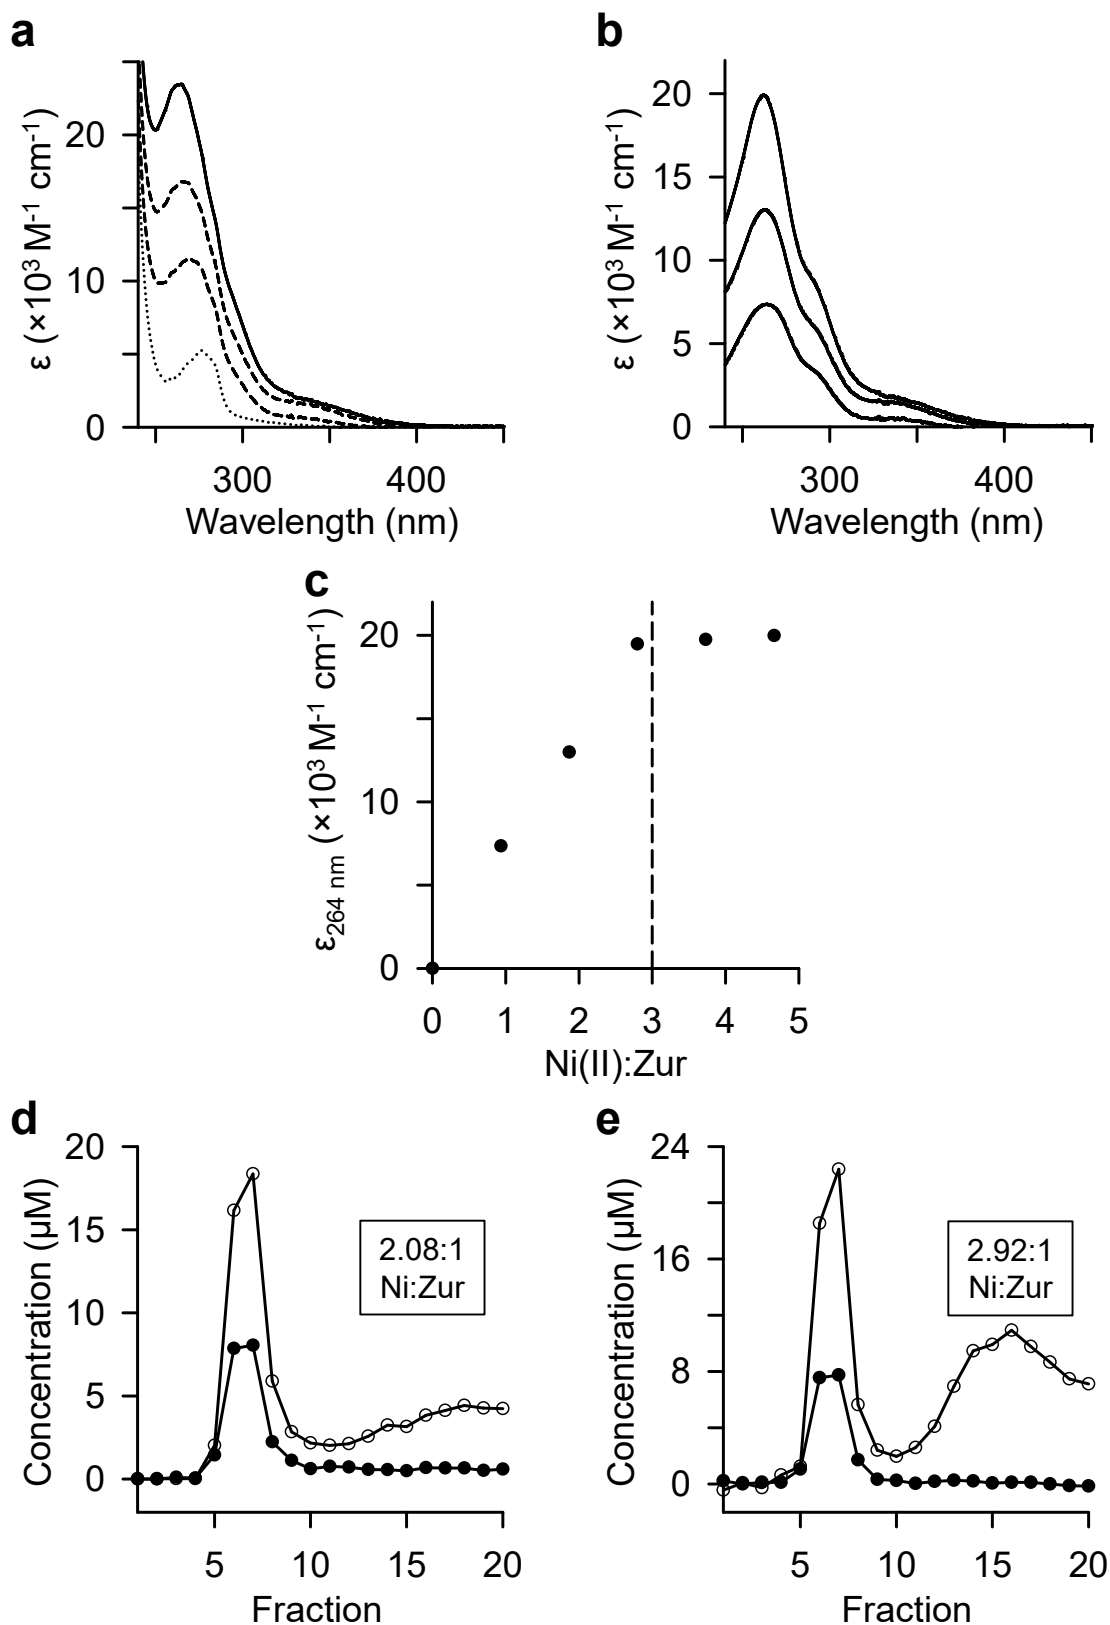 a
ε (×10³ M⁻¹ cm⁻¹)
20
10
0
300
400
Wavelength (nm)
b
ε (×10³ M⁻¹ cm⁻¹)
20
15
10
5
0
300
400
Wavelength (nm)
c
ε264 nm (×10³ M⁻¹ cm⁻¹)
20
10
0
0
1
2
3
4
5
Ni(II):Zur
d
Concentration (µM)
20
15
10
5
0
2.08:1
Ni:Zur
5
10
15
20
Fraction
e
Concentration (µM)
24
16
8
0
2.92:1
Ni:Zur
5
10
15
20
Fraction